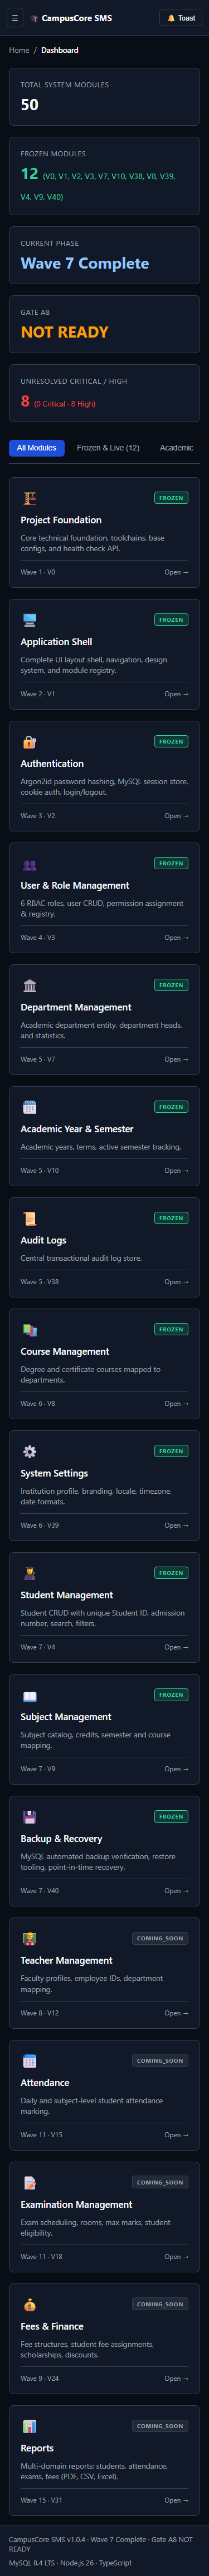 ☰ CampusCore SMS Toast
Home / Dashboard
TOTAL SYSTEM MODULES
50
FROZEN MODULES
12 (V0, V1, V2, V3, V7, V10, V38, V8, V39,
V4, V9, V40)
CURRENT PHASE
Wave 7 Complete
GATE A8
NOT READY
UNRESOLVED CRITICAL / HIGH
8 (0 Critical · 8 High)
All Modules Frozen & Live (12) Academic
FROZEN
Project Foundation
Core technical foundation, toolchains, base
configs, and health check API.
Wave 1 · V0 Open →
FROZEN
Application Shell
Complete UI layout shell, navigation, design
system, and module registry.
Wave 2 · V1 Open →
FROZEN
Authentication
Argon2id password hashing, MySQL session store,
cookie auth, login/logout.
Wave 3 · V2 Open →
FROZEN
User & Role Management
6 RBAC roles, user CRUD, permission assignment
& registry.
Wave 4 · V3 Open →
FROZEN
Department Management
Academic department entity, department heads,
and statistics.
Wave 5 · V7 Open →
FROZEN
Academic Year & Semester
Academic years, terms, active semester tracking.
Wave 5 · V10 Open →
FROZEN
Audit Logs
Central transactional audit log store.
Wave 5 · V38 Open →
FROZEN
Course Management
Degree and certificate courses mapped to
departments.
Wave 6 · V8 Open →
FROZEN
System Settings
Institution profile, branding, locale, timezone,
date formats.
Wave 6 · V39 Open →
FROZEN
Student Management
Student CRUD with unique Student ID, admission
number, search, filters.
Wave 7 · V4 Open →
FROZEN
Subject Management
Subject catalog, credits, semester and course
mapping.
Wave 7 · V9 Open →
FROZEN
Backup & Recovery
MySQL automated backup verification, restore
tooling, point-in-time recovery.
Wave 7 · V40 Open →
COMING_SOON
Teacher Management
Faculty profiles, employee IDs, department
mapping.
Wave 8 · V12 Open →
COMING_SOON
Attendance
Daily and subject-level student attendance
marking.
Wave 11 · V15 Open →
COMING_SOON
Examination Management
Exam scheduling, rooms, max marks, student
eligibility.
Wave 11 · V18 Open →
COMING_SOON
Fees & Finance
Fee structures, student fee assignments,
scholarships, discounts.
Wave 9 · V24 Open →
COMING_SOON
Reports
Multi-domain reports: students, attendance,
exams, fees (PDF, CSV, Excel).
Wave 15 · V31 Open →
CampusCore SMS v1.0.4 · Wave 7 Complete · Gate A8 NOT
READY
MySQL 8.4 LTS · Node.js 26 · TypeScript